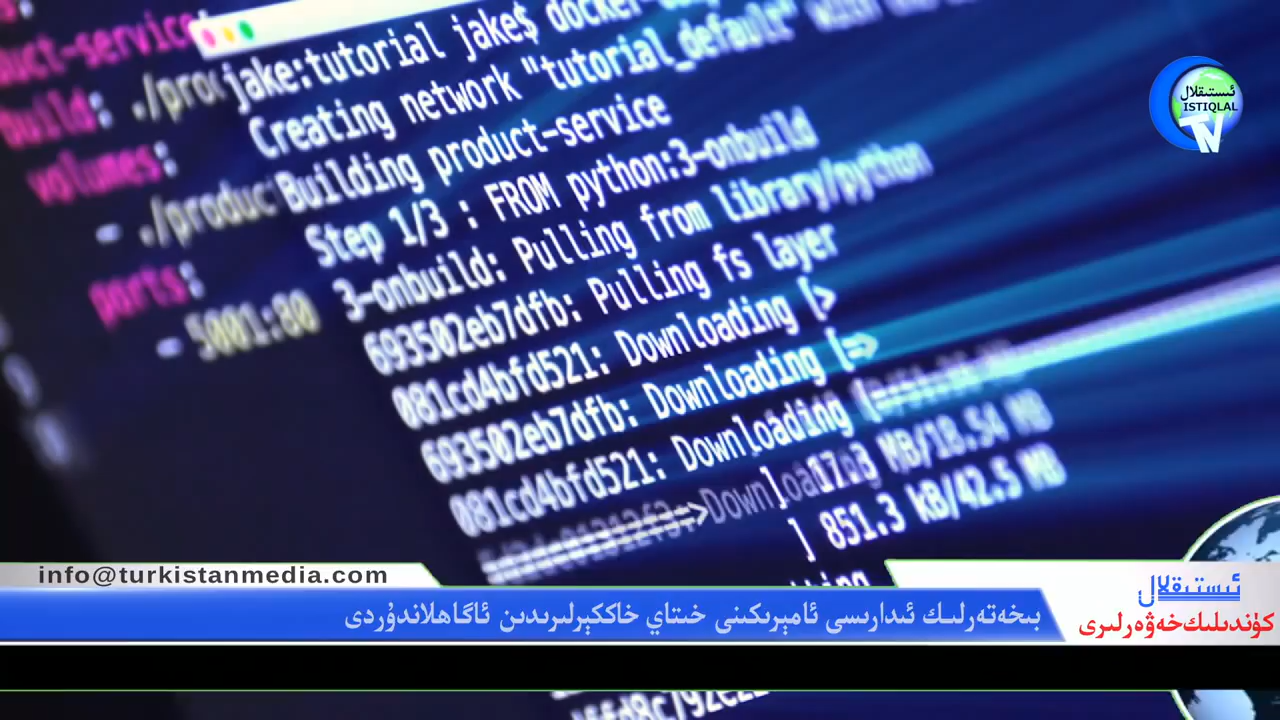 build: ./pro
volumes:
- ./produc
ports:
- 5001:80
jake:tutorial jake$
Creating network "tutorial_default" with
Building product-service
Step 1/3 : FROM python:3-onbuild
3-onbuild: Pulling from library/python
693502eb7dfb: Pulling fs layer
081cd4bfd521: Downloading [>
693502eb7dfb: Downloading [=>
081cd4bfd521: Downloading
MB/18.54 MB
] 851.3 kB/42.5 MB
ئىستىقلال
ISTIQLAL
TV
info@turkistanmedia.com
بىخەتەرلىك ئىدارىسى ئامېرىكىنى خىتاي خاككېرلىرىدىن ئاگاھلاندۇردى
ئىستىقلال
كۈندىلىك خەۋەرلىرى